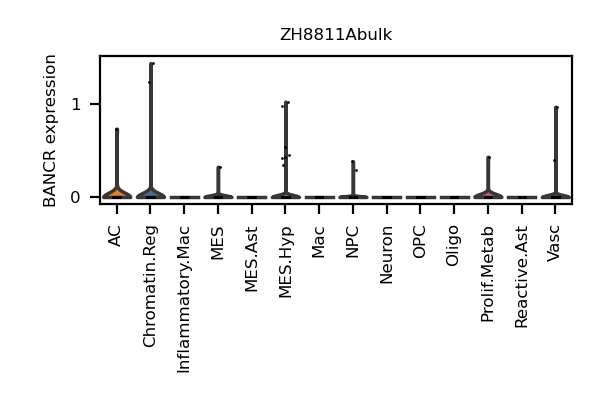 ZH8811Abulk
BANCR expression
1
0
AC
Chromatin.Reg
Inflammatory.Mac
MES
MES.Ast
MES.Hyp
Mac
NPC
Neuron
OPC
Oligo
Prolif.Metab
Reactive.Ast
Vasc